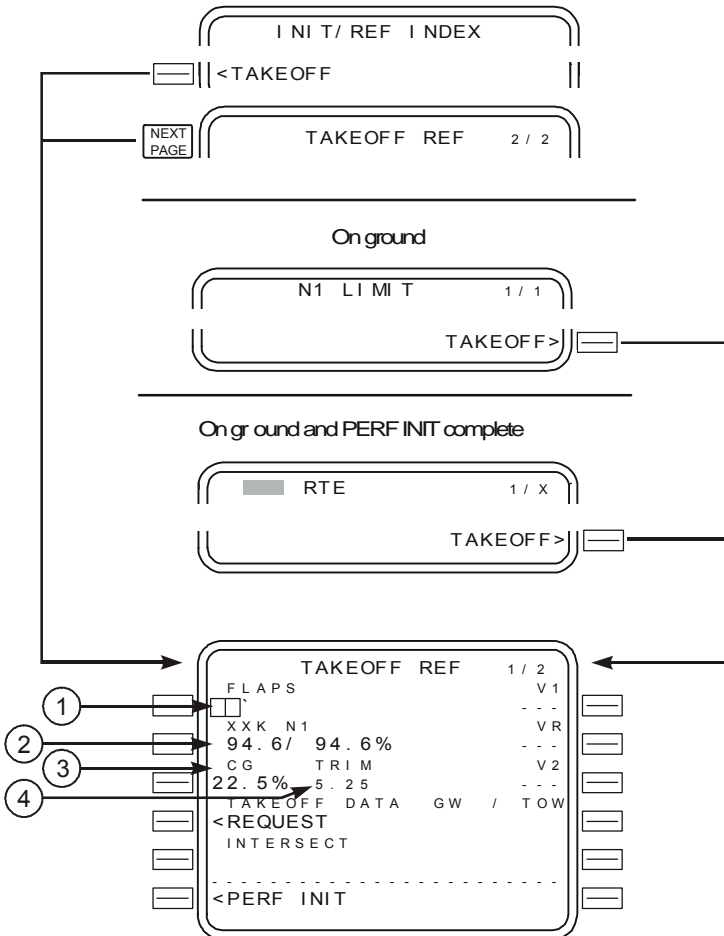 INIT/REF INDEX
<TAKEOFF
NEXT
PAGE
TAKEOFF REF 2/2
On ground
N1 LIMIT 1/1
TAKEOFF>
On gr ound and PERF INIT complete
RTE 1/X
TAKEOFF>
TAKEOFF REF 1/2
FLAPS V1
1 ` ---
XXK N1 VR
2 94.6/ 94.6% ---
3 CG TRIM V2
4 22.5% 5.25 ---
TAKEOFF DATA GW / TOW
<REQUEST
INTERSECT
------------------------
<PERF INIT